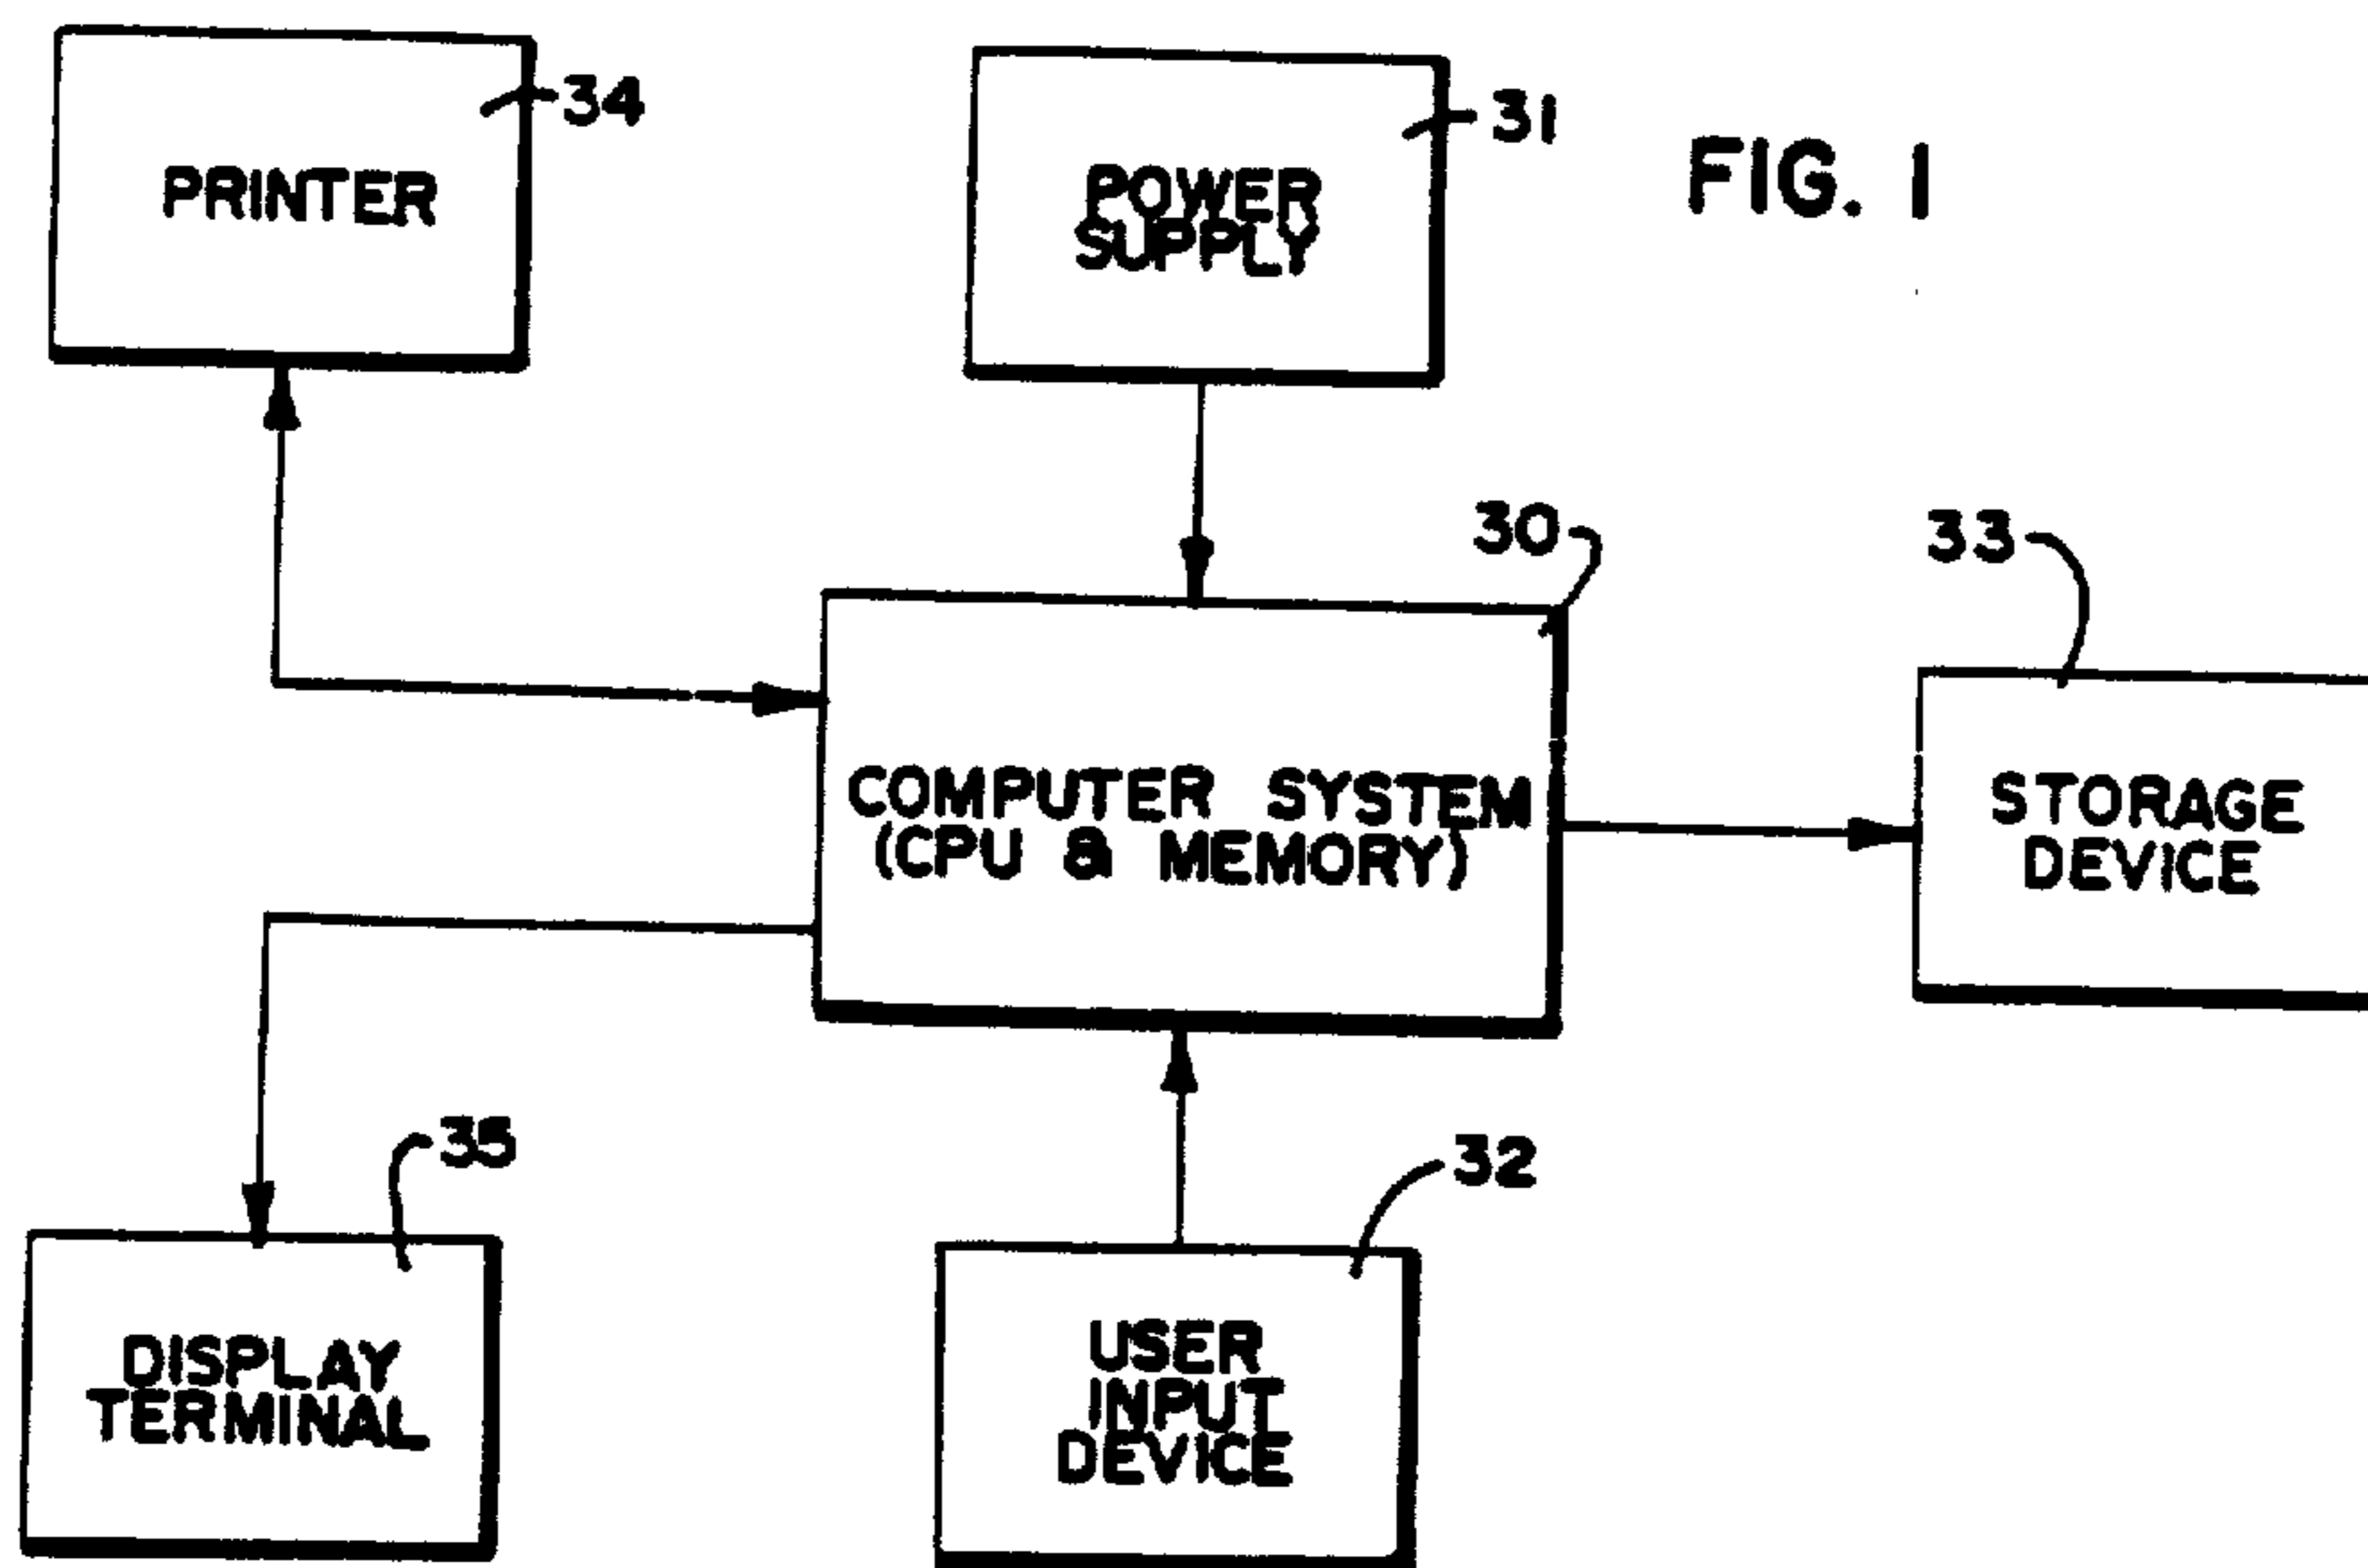 34
PRINTER
31
POWER
SUPPLY
FIG. 1
30
33
COMPUTER SYSTEM
(CPU & MEMORY)
STORAGE
DEVICE
35
DISPLAY
TERMINAL
32
USER
INPUT
DEVICE